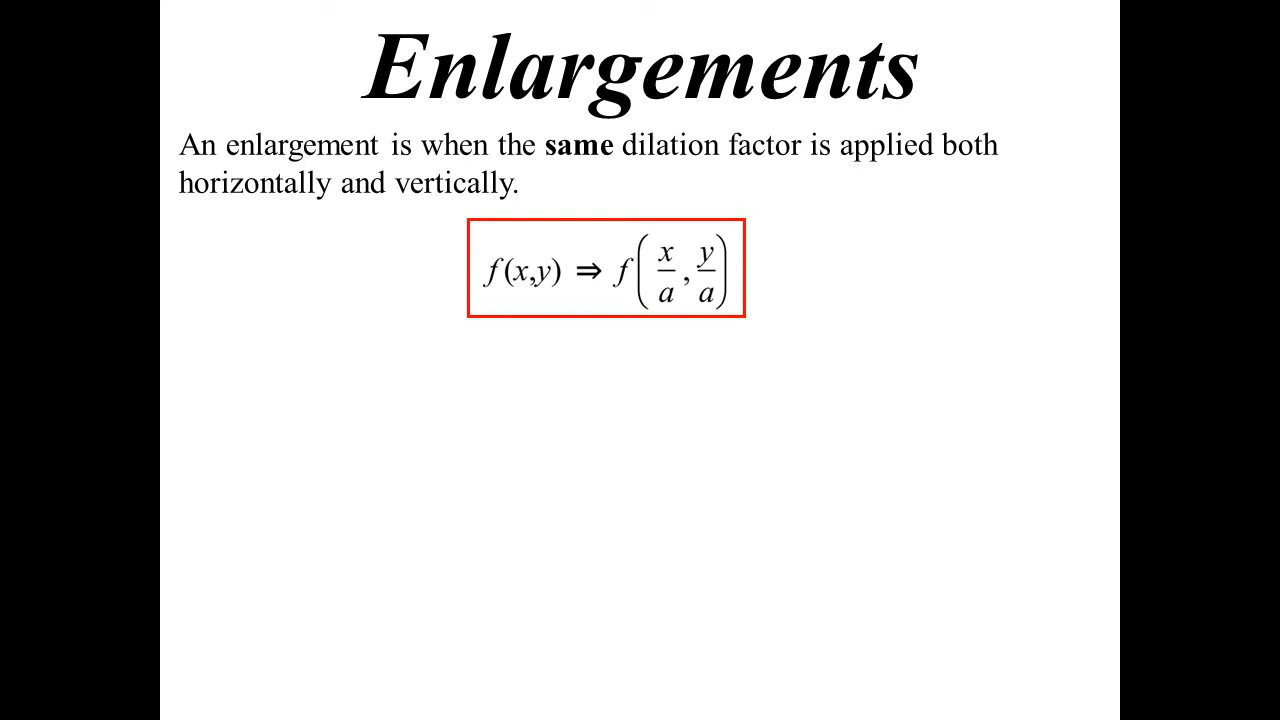 Enlargements
An enlargement is when the same dilation factor is applied both
horizontally and vertically.
f(x,y) ⇒ f(x/a, y/a)